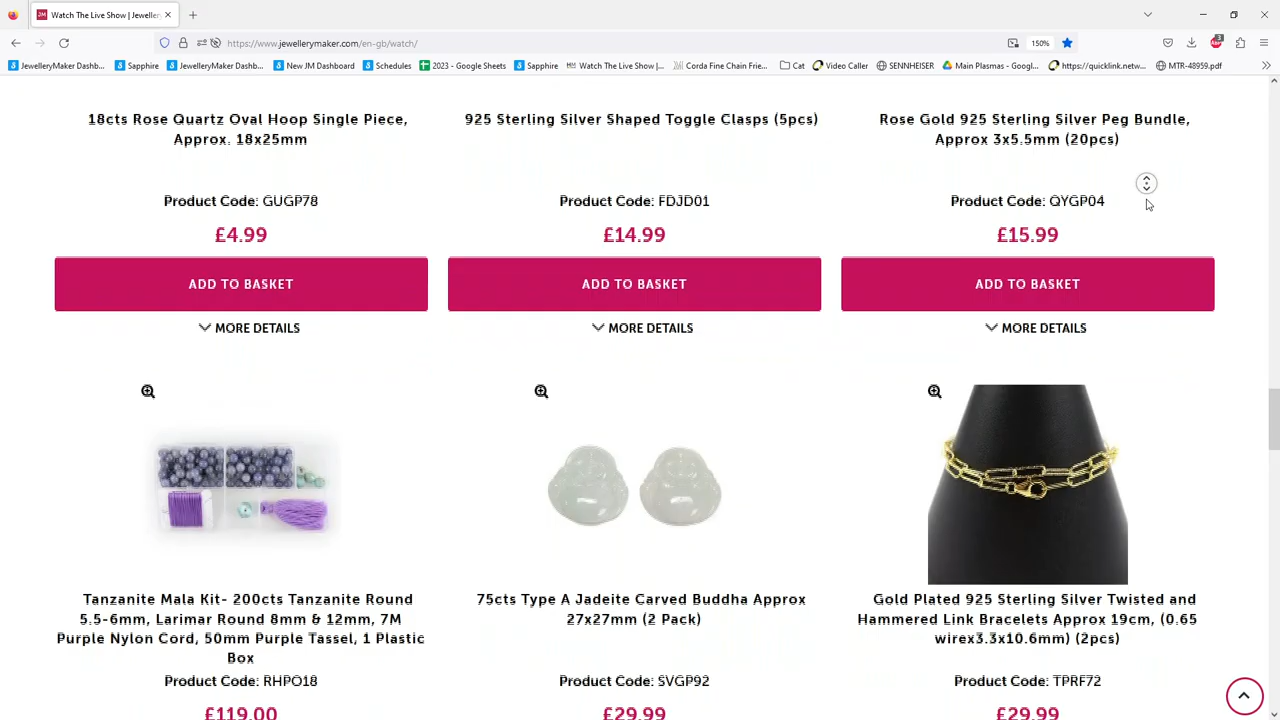 Watch The Live Show | Jeweller
https://www.jewellerymaker.com/en-gb/watch/
150%
3
JewelleryMaker Dashb...
Sapphire
JewelleryMaker Dashb...
New JM Dashboard
Schedules
2023 - Google Sheets
Sapphire
Watch The Live Show |...
Corda Fine Chain Frie...
Cat
Video Caller
SENNHEISER
Main Plasmas - Googl...
https://quicklink.netw...
MTR-48959.pdf
18cts Rose Quartz Oval Hoop Single Piece,
Approx. 18x25mm
Product Code: GUGP78
£4.99
ADD TO BASKET
MORE DETAILS
925 Sterling Silver Shaped Toggle Clasps (5pcs)
Product Code: FDJD01
£14.99
ADD TO BASKET
MORE DETAILS
Rose Gold 925 Sterling Silver Peg Bundle,
Approx 3x5.5mm (20pcs)
Product Code: QYGP04
£15.99
ADD TO BASKET
MORE DETAILS
Tanzanite Mala Kit- 200cts Tanzanite Round
5.5-6mm, Larimar Round 8mm & 12mm, 7M
Purple Nylon Cord, 50mm Purple Tassel, 1 Plastic
Box
Product Code: RHPO18
£119.00
75cts Type A Jadeite Carved Buddha Approx
27x27mm (2 Pack)
Product Code: SVGP92
£29.99
Gold Plated 925 Sterling Silver Twisted and
Hammered Link Bracelets Approx 19cm, (0.65
wirex3.3x10.6mm) (2pcs)
Product Code: TPRF72
£29.99